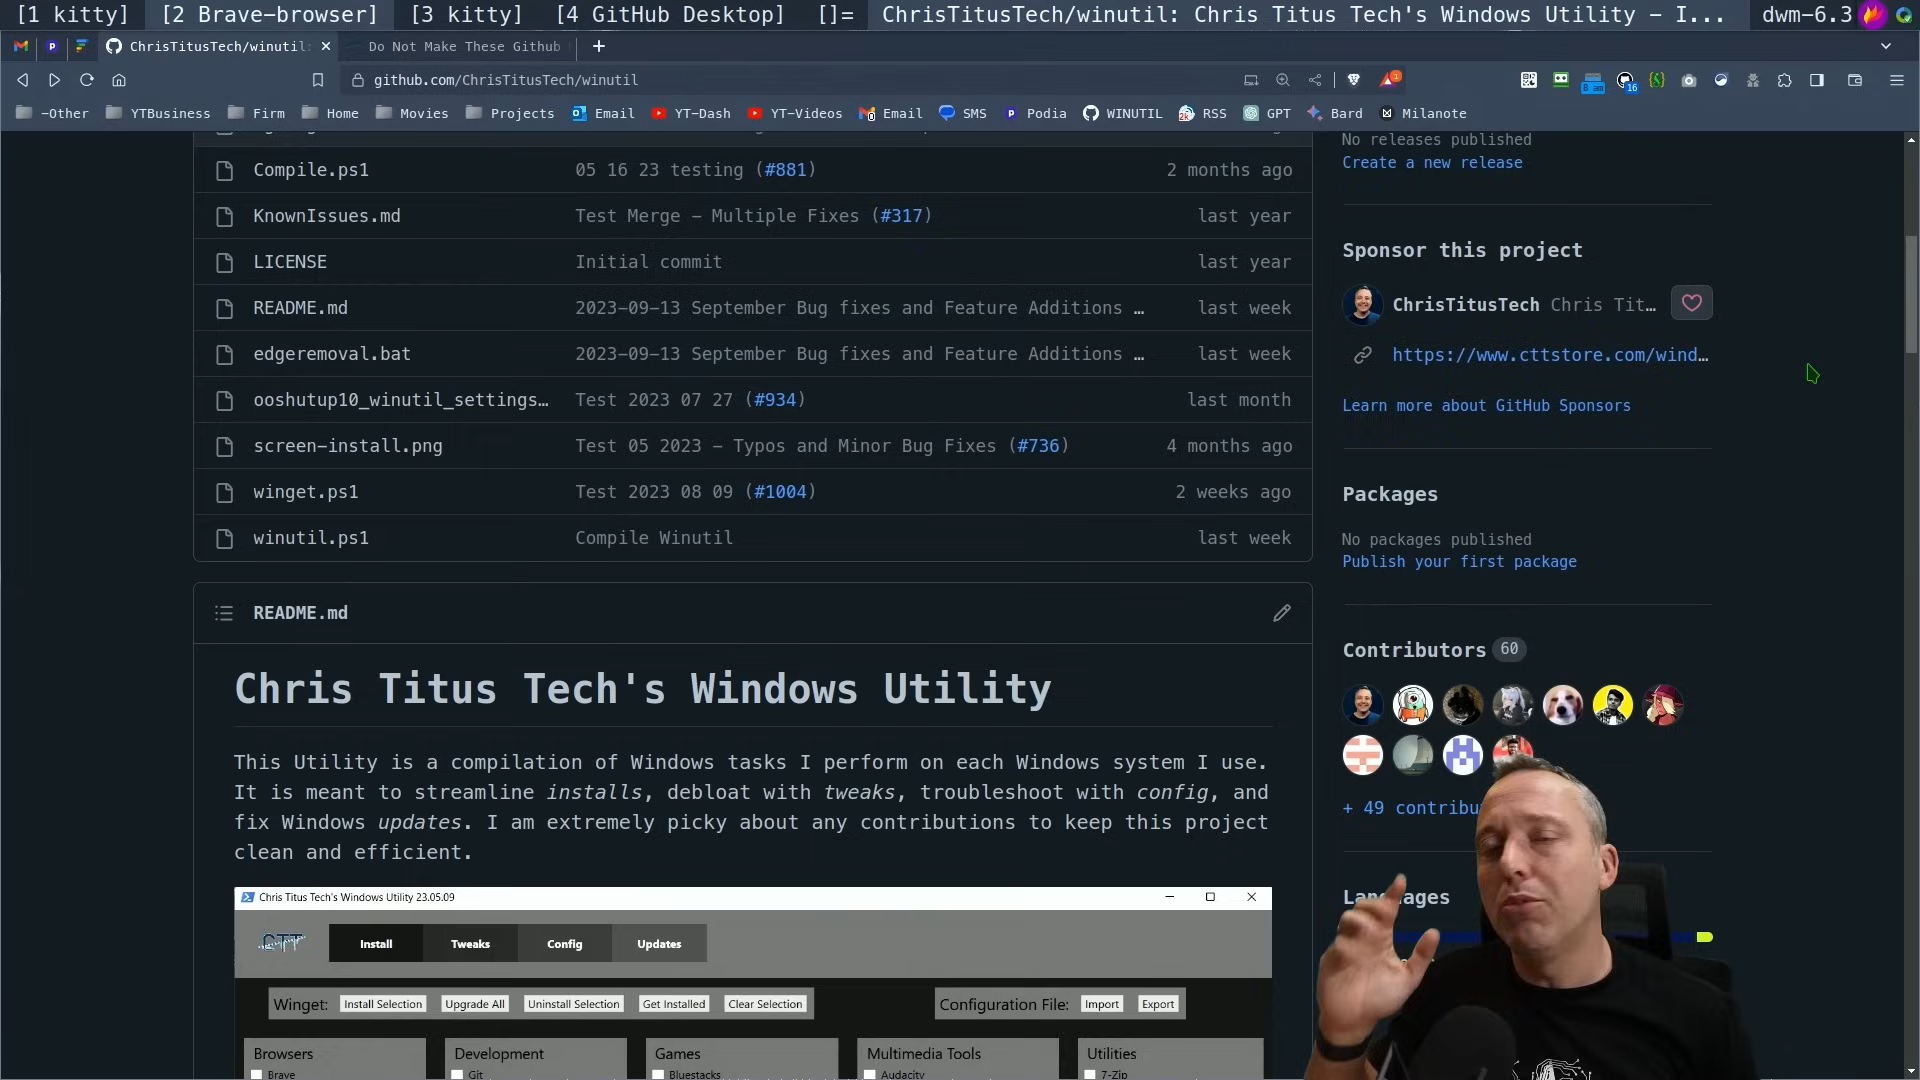 [1 kitty] [2 Brave-browser] [3 kitty] [4 GitHub Desktop] []= ChrisTitusTech/winutil: Chris Titus Tech's Windows Utility – I... dwm-6.3
ChrisTitusTech/winutil: Do Not Make These Github
github.com/ChrisTitusTech/winutil 1 8 am 16
-Other YTBusiness Firm Home Movies Projects Email YT-Dash YT-Videos Email SMS Podia WINUTIL RSS GPT Bard Milanote
No releases published
Create a new release
Compile.ps1 05 16 23 testing (#881) 2 months ago
KnownIssues.md Test Merge – Multiple Fixes (#317) last year
LICENSE Initial commit last year
README.md 2023-09-13 September Bug fixes and Feature Additions … last week
edgeremoval.bat 2023-09-13 September Bug fixes and Feature Additions … last week
ooshutup10_winutil_settings… Test 2023 07 27 (#934) last month
screen-install.png Test 05 2023 – Typos and Minor Bug Fixes (#736) 4 months ago
winget.ps1 Test 2023 08 09 (#1004) 2 weeks ago
winutil.ps1 Compile Winutil last week
Sponsor this project
ChrisTitusTech Chris Tit…
https://www.cttstore.com/wind…
Learn more about GitHub Sponsors
Packages
No packages published
Publish your first package
Contributors 60
+ 49 contribu
Languages
README.md
Chris Titus Tech's Windows Utility
This Utility is a compilation of Windows tasks I perform on each Windows system I use.
It is meant to streamline installs, debloat with tweaks, troubleshoot with config, and
fix Windows updates. I am extremely picky about any contributions to keep this project
clean and efficient.
Chris Titus Tech's Windows Utility 23.05.09
CTT Install Tweaks Config Updates
Winget: Install Selection Upgrade All Uninstall Selection Get Installed Clear Selection Configuration File: Import Export
Browsers Development Games Multimedia Tools Utilities
Brave Git Bluestacks Audacity 7-Zip